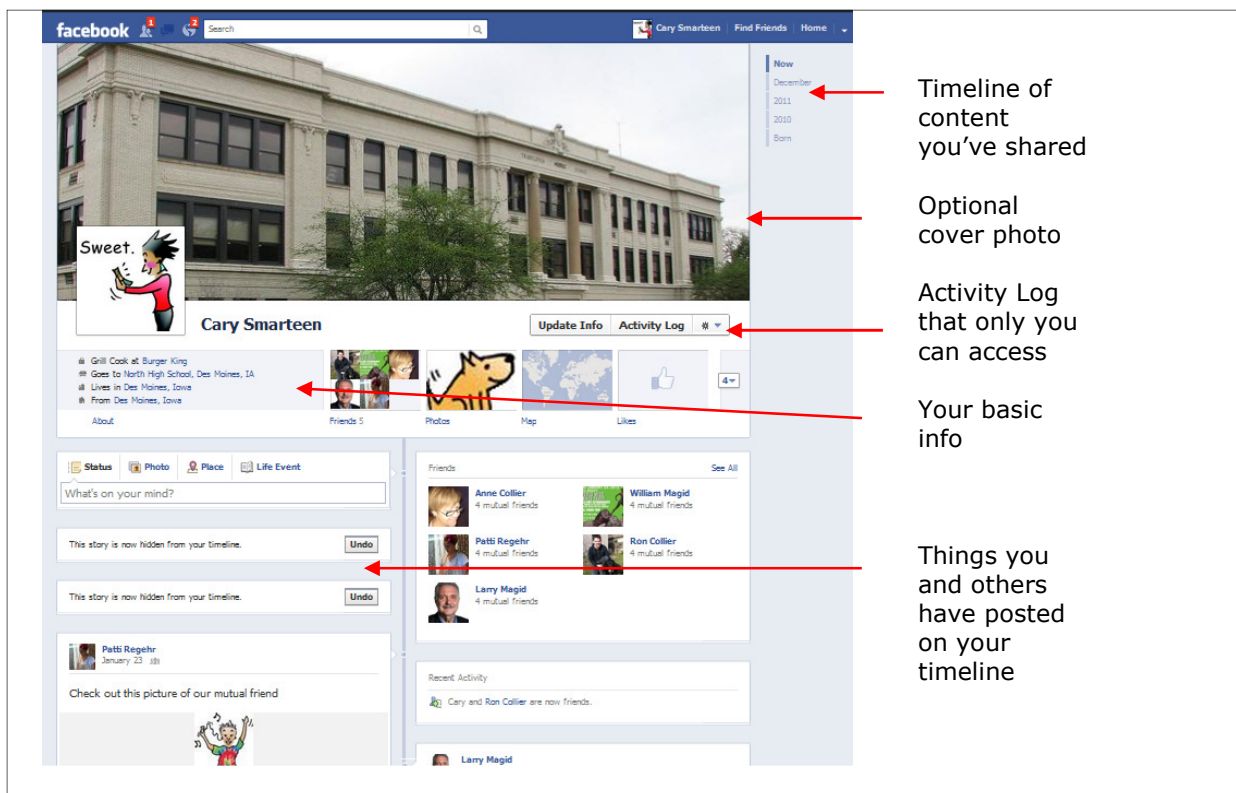 facebook
1
2
Search
Cary Smarteen
Find Friends
Home
Now
December
2011
2010
Born
Timeline of
content
you’ve shared
Optional
cover photo
Sweet.
Cary Smarteen
Update Info
Activity Log
Activity Log
that only you
can access
Grill Cook at Burger King
Goes to North High School, Des Moines, IA
Lives in Des Moines, Iowa
From Des Moines, Iowa
About
Friends 5
Photos
Map
Likes
4
Your basic
info
Status
Photo
Place
Life Event
What's on your mind?
This story is now hidden from your timeline.
Undo
This story is now hidden from your timeline.
Undo
Friends
See All
Anne Collier
4 mutual friends
William Magid
4 mutual friends
Patti Regehr
4 mutual friends
Ron Collier
4 mutual friends
Larry Magid
4 mutual friends
Things you
and others
have posted
on your
timeline
Patti Regehr
January 23
Check out this picture of our mutual friend
Recent Activity
Cary and Ron Collier are now friends.
Larry Magid